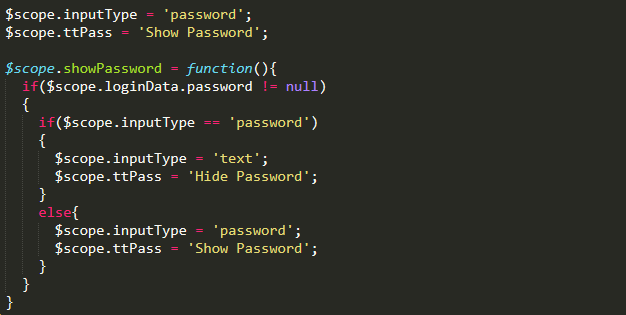 $scope.inputType = 'password';
$scope.ttPass = 'Show Password';

$scope.showPassword = function(){
  if($scope.loginData.password != null)
  {
    if($scope.inputType == 'password')
    {
      $scope.inputType = 'text';
      $scope.ttPass = 'Hide Password';
    }
    else{
      $scope.inputType = 'password';
      $scope.ttPass = 'Show Password';
    }
  }
}